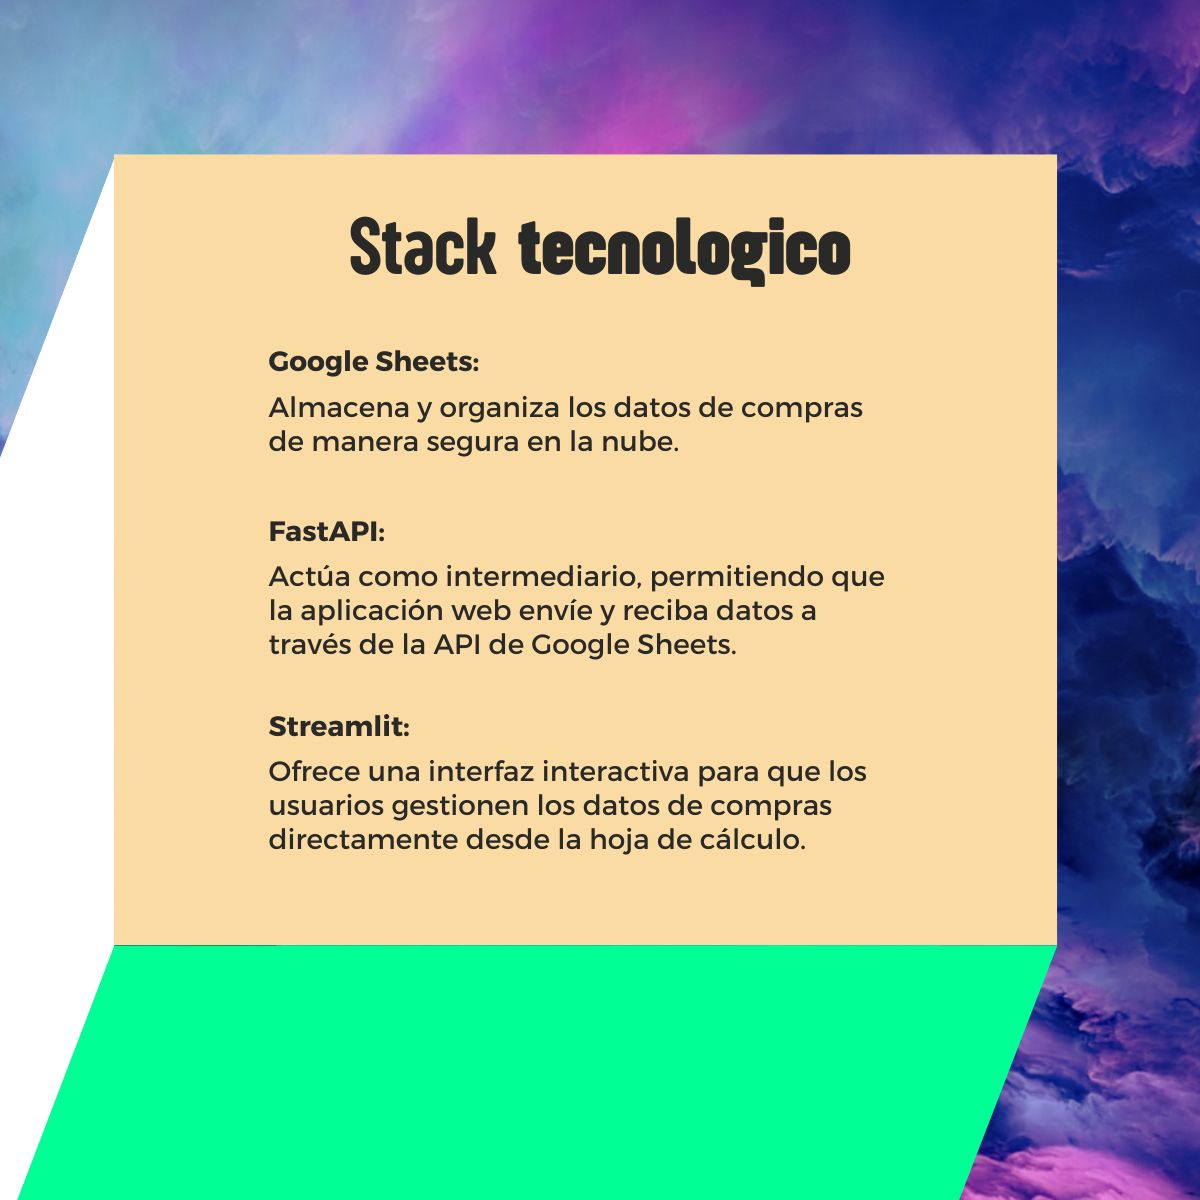 Stack tecnologico
Google Sheets:
Almacena y organiza los datos de compras
de manera segura en la nube.
FastAPI:
Actúa como intermediario, permitiendo que
la aplicación web envíe y reciba datos a
través de la API de Google Sheets.
Streamlit:
Ofrece una interfaz interactiva para que los
usuarios gestionen los datos de compras
directamente desde la hoja de cálculo.